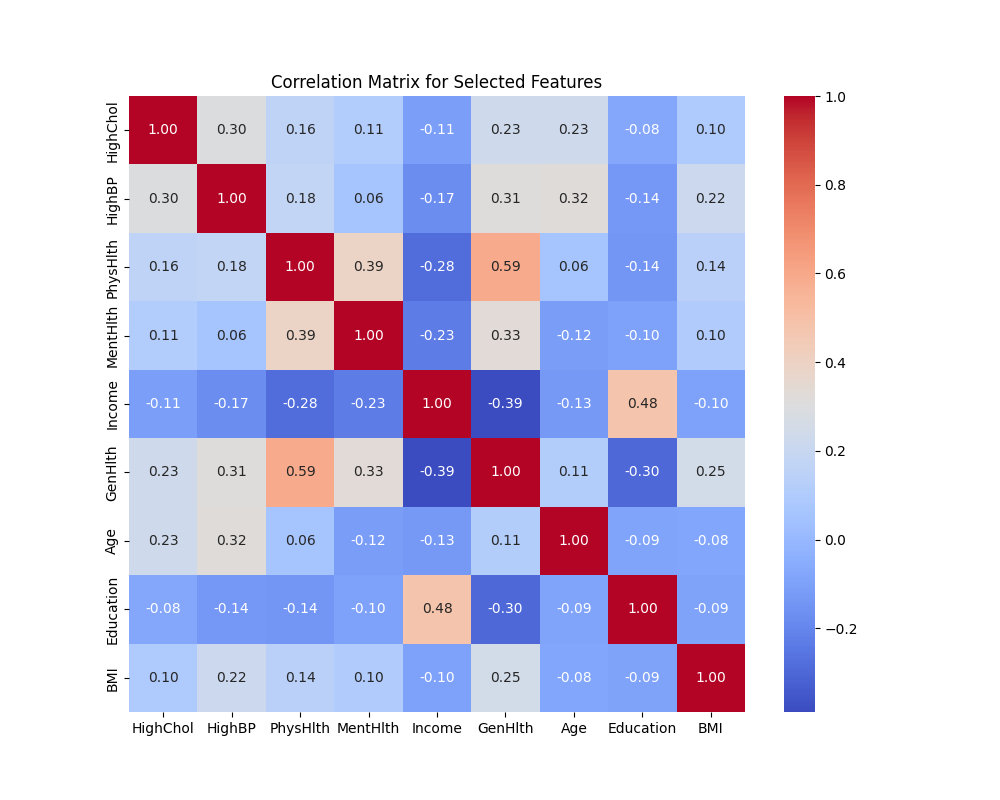 Correlation Matrix for Selected Features
HighChol 1.00 0.30 0.16 0.11 -0.11 0.23 0.23 -0.08 0.10
HighBP 0.30 1.00 0.18 0.06 -0.17 0.31 0.32 -0.14 0.22
PhysHlth 0.16 0.18 1.00 0.39 -0.28 0.59 0.06 -0.14 0.14
MentHlth 0.11 0.06 0.39 1.00 -0.23 0.33 -0.12 -0.10 0.10
Income -0.11 -0.17 -0.28 -0.23 1.00 -0.39 -0.13 0.48 -0.10
GenHlth 0.23 0.31 0.59 0.33 -0.39 1.00 0.11 -0.30 0.25
Age 0.23 0.32 0.06 -0.12 -0.13 0.11 1.00 -0.09 -0.08
Education -0.08 -0.14 -0.14 -0.10 0.48 -0.30 -0.09 1.00 -0.09
BMI 0.10 0.22 0.14 0.10 -0.10 0.25 -0.08 -0.09 1.00
HighChol HighBP PhysHlth MentHlth Income GenHlth Age Education BMI
1.0
0.8
0.6
0.4
0.2
0.0
−0.2